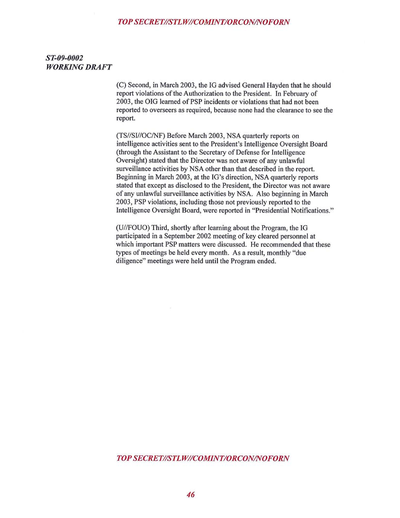 TOP SECRET//STLW//COMINT/ORCON/NOFORN
ST-09-0002
WORKING DRAFT
(C) Second, in March 2003, the IG advised General Hayden that he should
report violations of the Authorization to the President. In February of
2003, the OIG learned of PSP incidents or violations that had not been
reported to overseers as required, because none had the clearance to see the
report.
(TS//SI//OC/NF) Before March 2003, NSA quarterly reports on
intelligence activities sent to the President's Intelligence Oversight Board
(through the Assistant to the Secretary of Defense for Intelligence
Oversight) stated that the Director was not aware of any unlawful
surveillance activities by NSA other than that described in the report.
Beginning in March 2003, at the IG's direction, NSA quarterly reports
stated that except as disclosed to the President, the Director was not aware
of any unlawful surveillance activities by NSA. Also beginning in March
2003, PSP violations, including those not previously reported to the
Intelligence Oversight Board, were reported in "Presidential Notifications."
(U//FOUO) Third, shortly after learning about the Program, the IG
participated in a September 2002 meeting of key cleared personnel at
which important PSP matters were discussed. He recommended that these
types of meetings be held every month. As a result, monthly "due
diligence" meetings were held until the Program ended.
TOP SECRET//STLW//COMINT/ORCON/NOFORN
46